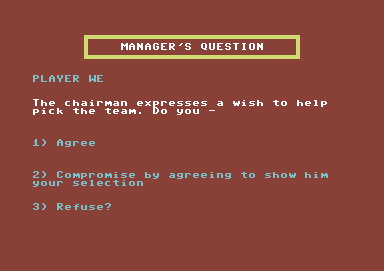 MANAGER'S QUESTION
PLAYER WE
The chairman expresses a wish to help
pick the team. Do you -
1) Agree
2) Compromise by agreeing to show him
your selection
3) Refuse?